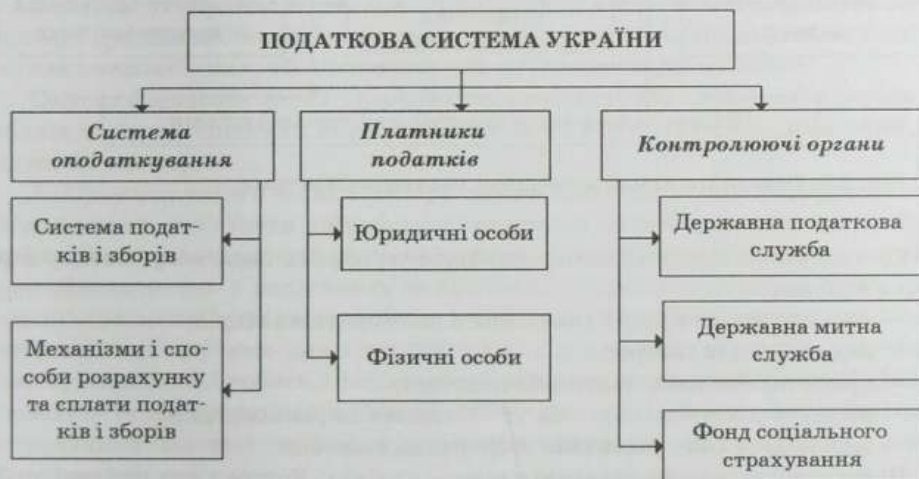 ПОДАТКОВА СИСТЕМА УКРАЇНИ
Система
оподаткування
Платники
податків
Контролюючі органи
Система подат-
ків і зборів
Механізми і спо-
соби розрахунку
та сплати подат-
ків і зборів
Юридичні особи
Фізичні особи
Державна податкова
служба
Державна митна
служба
Фонд соціального
страхування